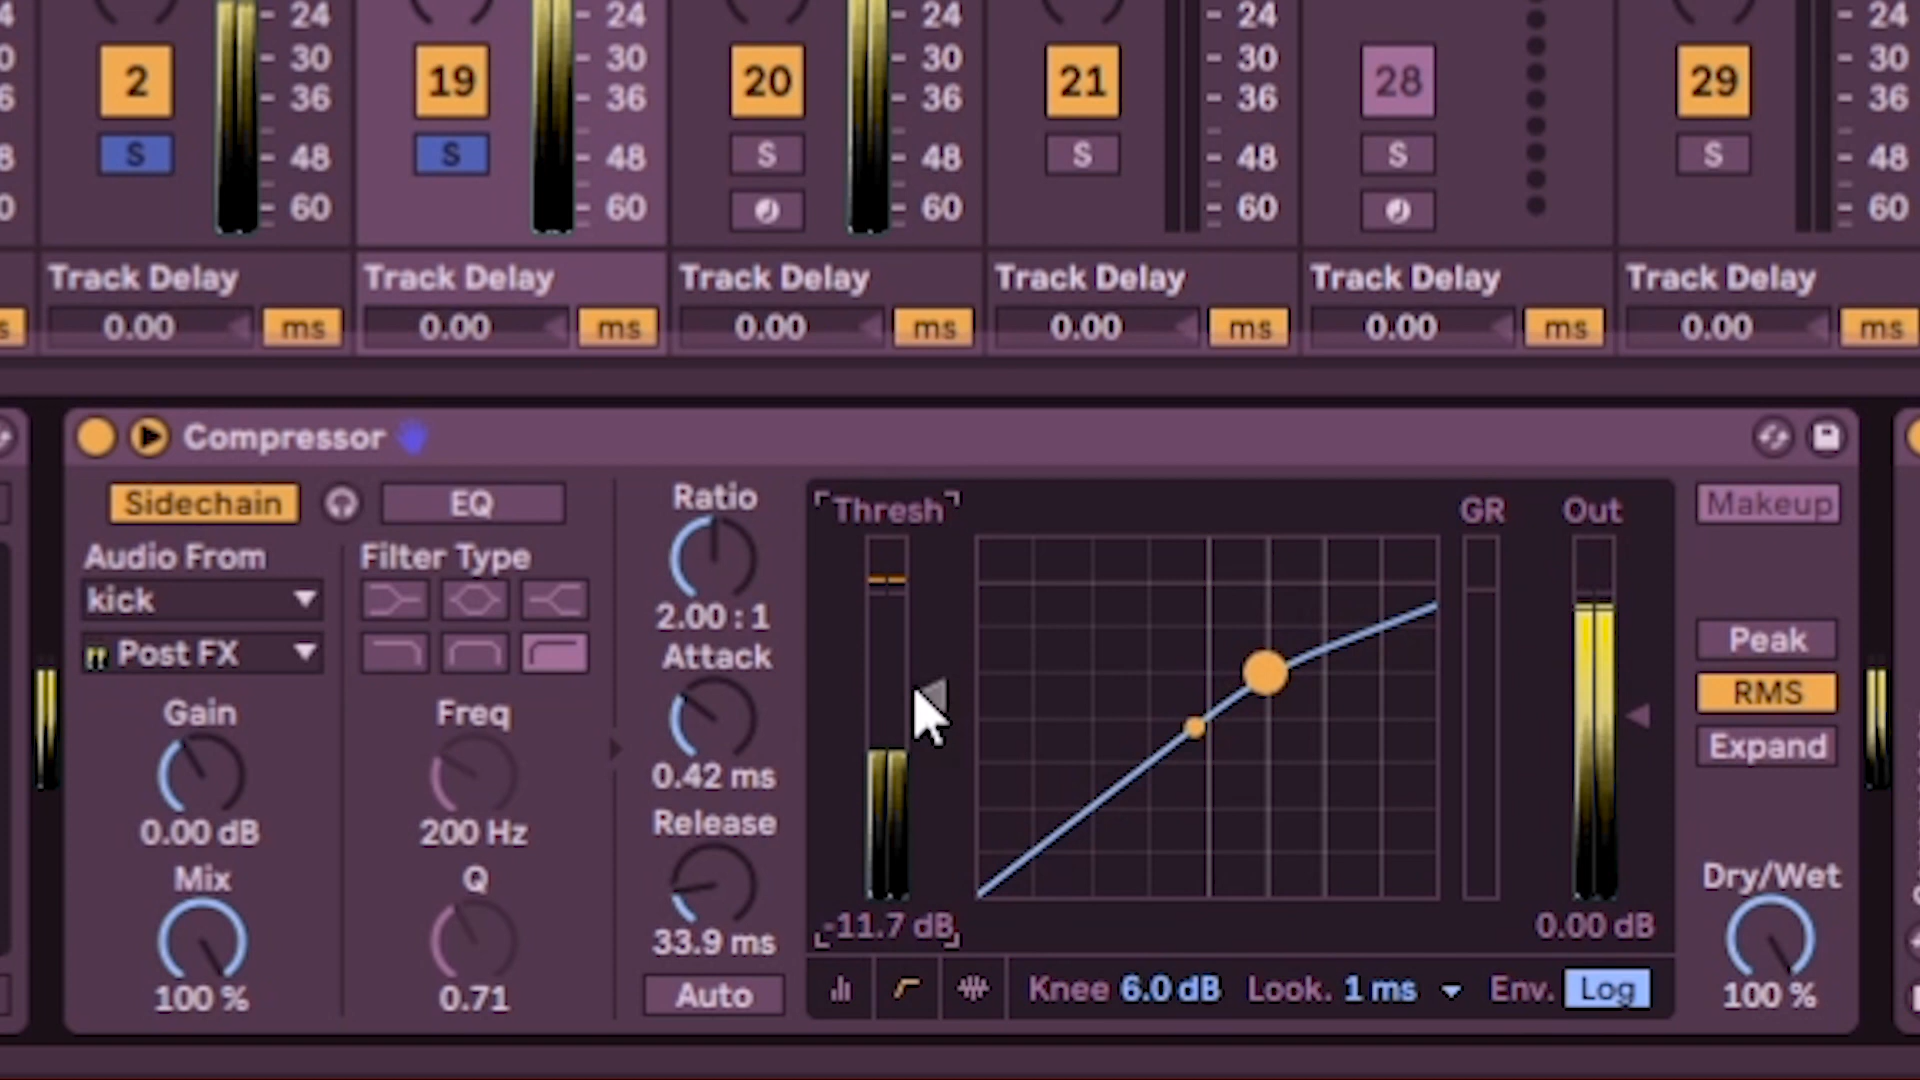 4 24 24 24 24 24
2 30 19 30 20 30 21 30 28 29 30
6 36 36 36 36 36
8 S 48 S 48 S 48 S 48 S S 48
0 60 60 60 60 60
Track Delay Track Delay Track Delay Track Delay Track Delay Track Delay
s 0.00 ms 0.00 ms 0.00 ms 0.00 ms 0.00 ms 0.00 ms
Compressor
Sidechain EQ
Audio From
kick
Post FX
Gain
0.00 dB
Mix
100 %
Filter Type
Freq
200 Hz
Q
0.71
Ratio
2.00 : 1
Attack
0.42 ms
Release
33.9 ms
Auto
Thresh GR Out
-11.7 dB 0.00 dB
Knee 6.0 dB Look. 1 ms Env. Log
Makeup
Peak
RMS
Expand
Dry/Wet
100 %